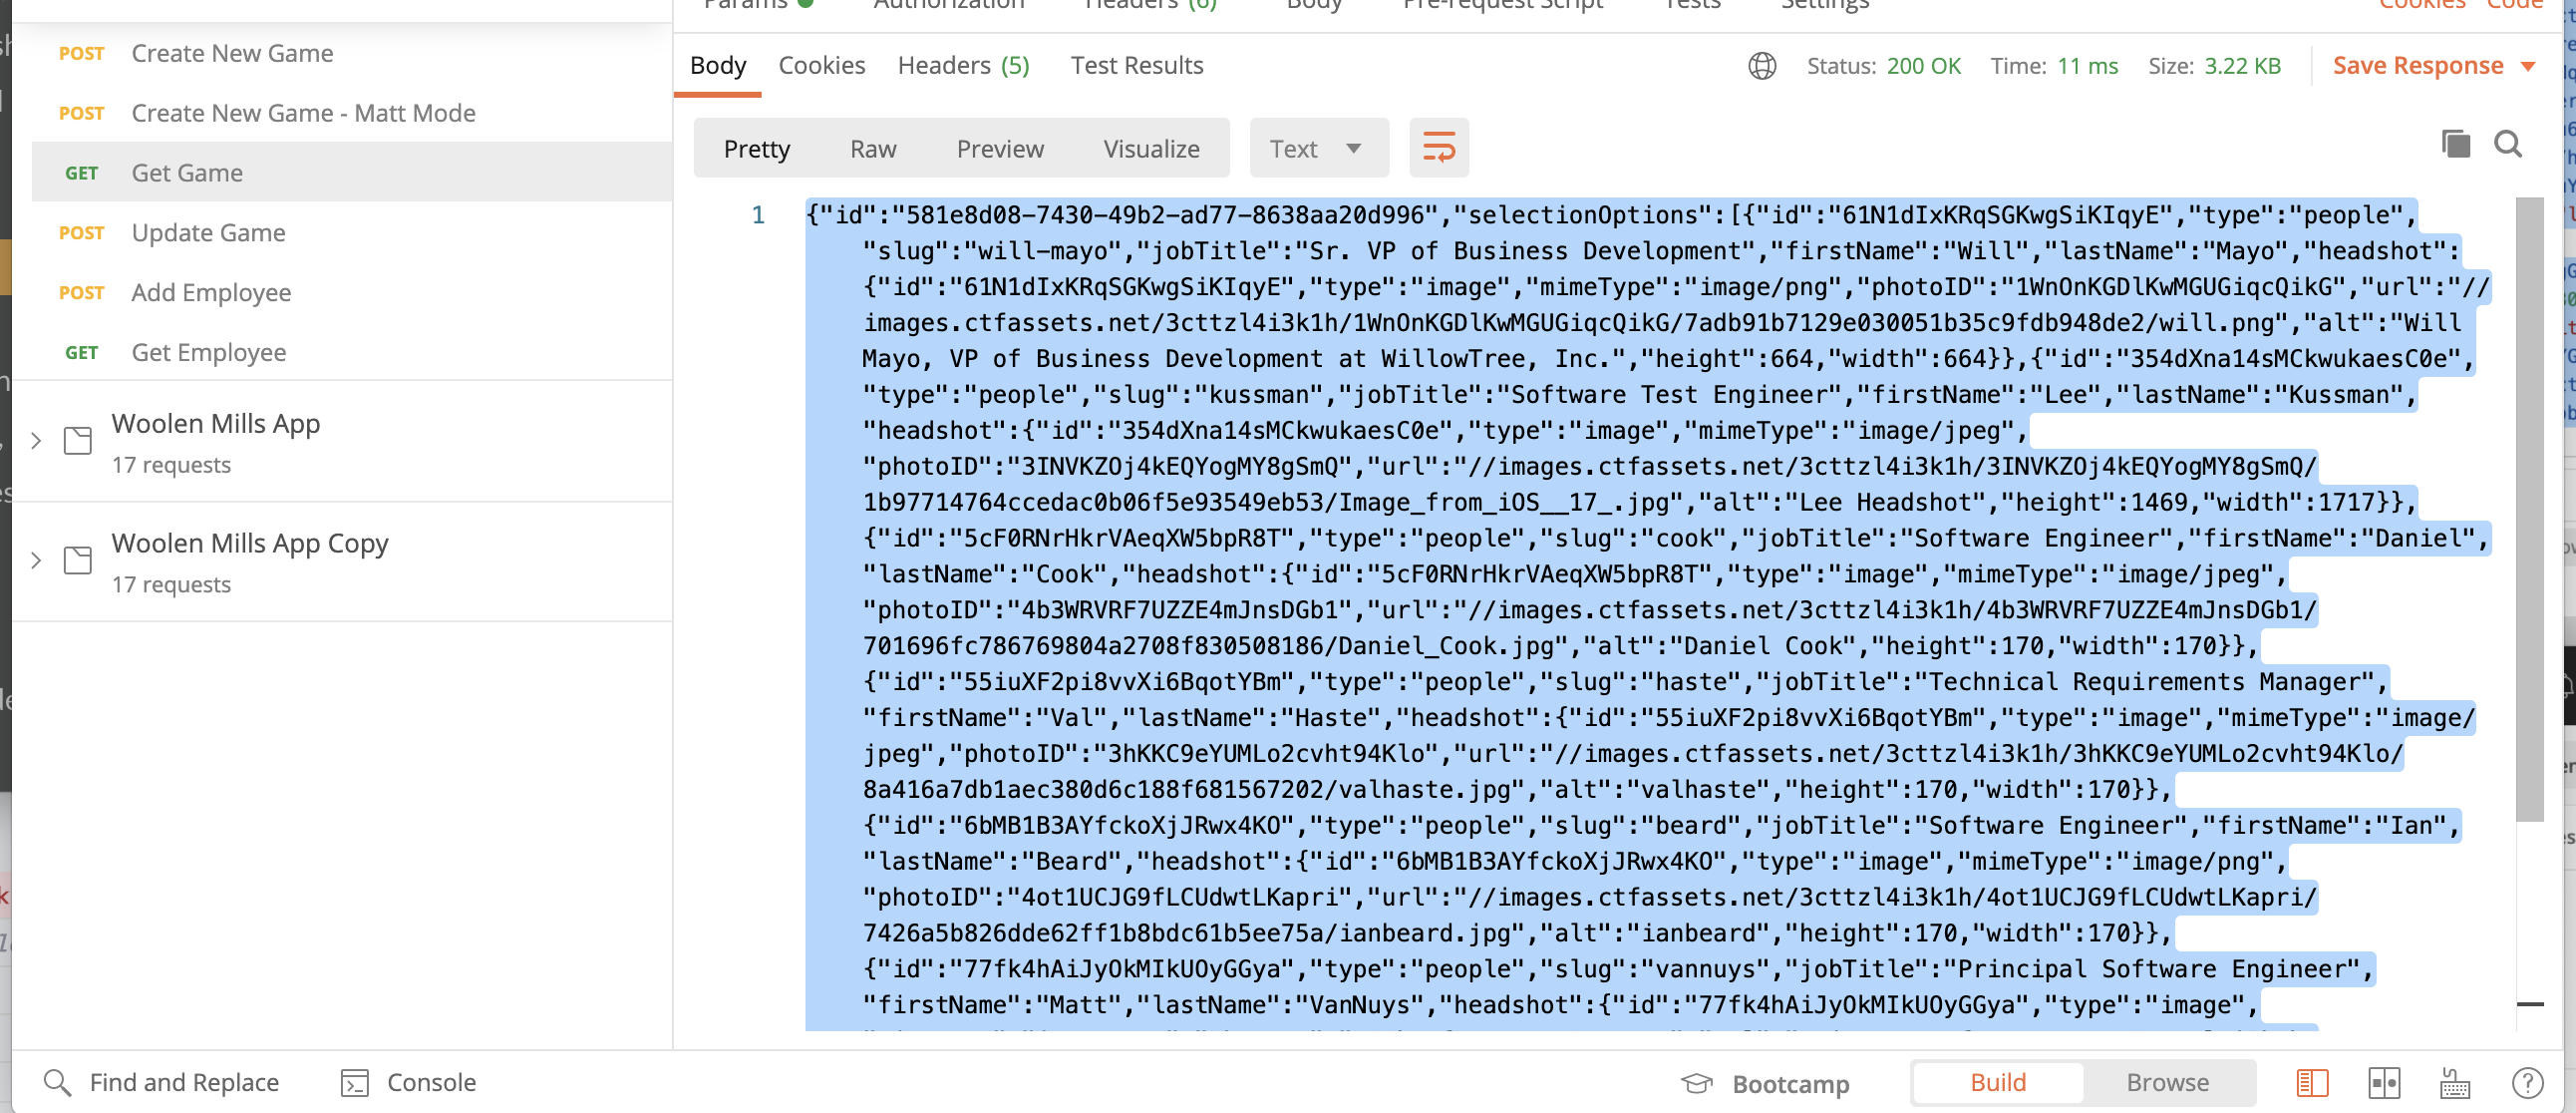 Params Authorization Headers (6) Body Pre-request Script Tests Settings Cookies Code
POST Create New Game
POST Create New Game - Matt Mode
GET Get Game
POST Update Game
POST Add Employee
GET Get Employee
Woolen Mills App
17 requests
Woolen Mills App Copy
17 requests
Body Cookies Headers (5) Test Results Status: 200 OK Time: 11 ms Size: 3.22 KB Save Response
Pretty Raw Preview Visualize Text
1 {"id":"581e8d08-7430-49b2-ad77-8638aa20d996","selectionOptions":[{"id":"61N1dIxKRqSGKwgSiKIqyE","type":"people",
"slug":"will-mayo","jobTitle":"Sr. VP of Business Development","firstName":"Will","lastName":"Mayo","headshot":
{"id":"61N1dIxKRqSGKwgSiKIqyE","type":"image","mimeType":"image/png","photoID":"1WnOnKGDlKwMGUGiqcQikG","url":"//
images.ctfassets.net/3cttzl4i3k1h/1WnOnKGDlKwMGUGiqcQikG/7adb91b7129e030051b35c9fdb948de2/will.png","alt":"Will
Mayo, VP of Business Development at WillowTree, Inc.","height":664,"width":664}},{"id":"354dXna14sMCkwukaesC0e",
"type":"people","slug":"kussman","jobTitle":"Software Test Engineer","firstName":"Lee","lastName":"Kussman",
"headshot":{"id":"354dXna14sMCkwukaesC0e","type":"image","mimeType":"image/jpeg",
"photoID":"3INVKZOj4kEQYogMY8gSmQ","url":"//images.ctfassets.net/3cttzl4i3k1h/3INVKZOj4kEQYogMY8gSmQ/
1b97714764ccedac0b06f5e93549eb53/Image_from_iOS__17_.jpg","alt":"Lee Headshot","height":1469,"width":1717}},
{"id":"5cF0RNrHkrVAeqXW5bpR8T","type":"people","slug":"cook","jobTitle":"Software Engineer","firstName":"Daniel",
"lastName":"Cook","headshot":{"id":"5cF0RNrHkrVAeqXW5bpR8T","type":"image","mimeType":"image/jpeg",
"photoID":"4b3WRVRF7UZZE4mJnsDGb1","url":"//images.ctfassets.net/3cttzl4i3k1h/4b3WRVRF7UZZE4mJnsDGb1/
701696fc786769804a2708f830508186/Daniel_Cook.jpg","alt":"Daniel Cook","height":170,"width":170}},
{"id":"55iuXF2pi8vvXi6BqotYBm","type":"people","slug":"haste","jobTitle":"Technical Requirements Manager",
"firstName":"Val","lastName":"Haste","headshot":{"id":"55iuXF2pi8vvXi6BqotYBm","type":"image","mimeType":"image/
jpeg","photoID":"3hKKC9eYUMLo2cvht94Klo","url":"//images.ctfassets.net/3cttzl4i3k1h/3hKKC9eYUMLo2cvht94Klo/
8a416a7db1aec380d6c188f681567202/valhaste.jpg","alt":"valhaste","height":170,"width":170}},
{"id":"6bMB1B3AYfckoXjJRwx4KO","type":"people","slug":"beard","jobTitle":"Software Engineer","firstName":"Ian",
"lastName":"Beard","headshot":{"id":"6bMB1B3AYfckoXjJRwx4KO","type":"image","mimeType":"image/png",
"photoID":"4ot1UCJG9fLCUdwtLKapri","url":"//images.ctfassets.net/3cttzl4i3k1h/4ot1UCJG9fLCUdwtLKapri/
7426a5b826dde62ff1b8bdc61b5ee75a/ianbeard.jpg","alt":"ianbeard","height":170,"width":170}},
{"id":"77fk4hAiJyOkMIkUOyGGya","type":"people","slug":"vannuys","jobTitle":"Principal Software Engineer",
"firstName":"Matt","lastName":"VanNuys","headshot":{"id":"77fk4hAiJyOkMIkUOyGGya","type":"image",
Find and Replace Console Bootcamp Build Browse